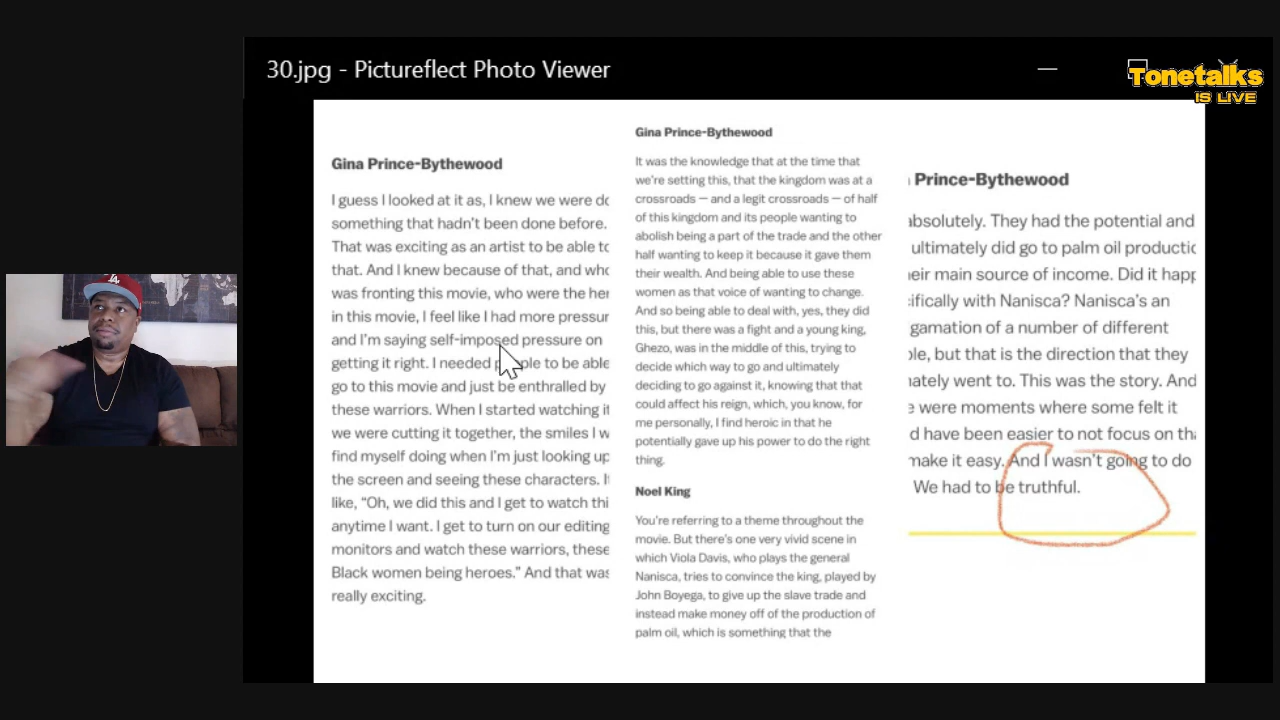 30.jpg - Pictureflect Photo Viewer
Tonetalks
IS LIVE
Gina Prince-Bythewood
I guess I looked at it as, I knew we were do
something that hadn't been done before.
That was exciting as an artist to be able to
that. And I knew because of that, and who
was fronting this movie, who were the her
in this movie, I feel like I had more pressur
and I'm saying self-imposed pressure on
getting it right. I needed people to be able
go to this movie and just be enthralled by
these warriors. When I started watching it
we were cutting it together, the smiles I w
find myself doing when I'm just looking up
the screen and seeing these characters. I
like, “Oh, we did this and I get to watch thi
anytime I want. I get to turn on our editing
monitors and watch these warriors, these
Black women being heroes.” And that was
really exciting.
Gina Prince-Bythewood
It was the knowledge that at the time that
we're setting this, that the kingdom was at a
crossroads — and a legit crossroads — of half
of this kingdom and its people wanting to
abolish being a part of the trade and the other
half wanting to keep it because it gave them
their wealth. And being able to use these
women as that voice of wanting to change.
And so being able to deal with, yes, they did
this, but there was a fight and a young king,
Ghezo, was in the middle of this, trying to
decide which way to go and ultimately
deciding to go against it, knowing that that
could affect his reign, which, you know, for
me personally, I find heroic in that he
potentially gave up his power to do the right
thing.
Noel King
You're referring to a theme throughout the
movie. But there's one very vivid scene in
which Viola Davis, who plays the general
Nanisca, tries to convince the king, played by
John Boyega, to give up the slave trade and
instead make money off of the production of
palm oil, which is something that the
Prince-Bythewood
absolutely. They had the potential and
ultimately did go to palm oil productio
eir main source of income. Did it happ
ifically with Nanisca? Nanisca's an
gamation of a number of different
ple, but that is the direction that they
nately went to. This was the story. And
e were moments where some felt it
d have been easier to not focus on tha
make it easy. And I wasn't going to do
We had to be truthful.